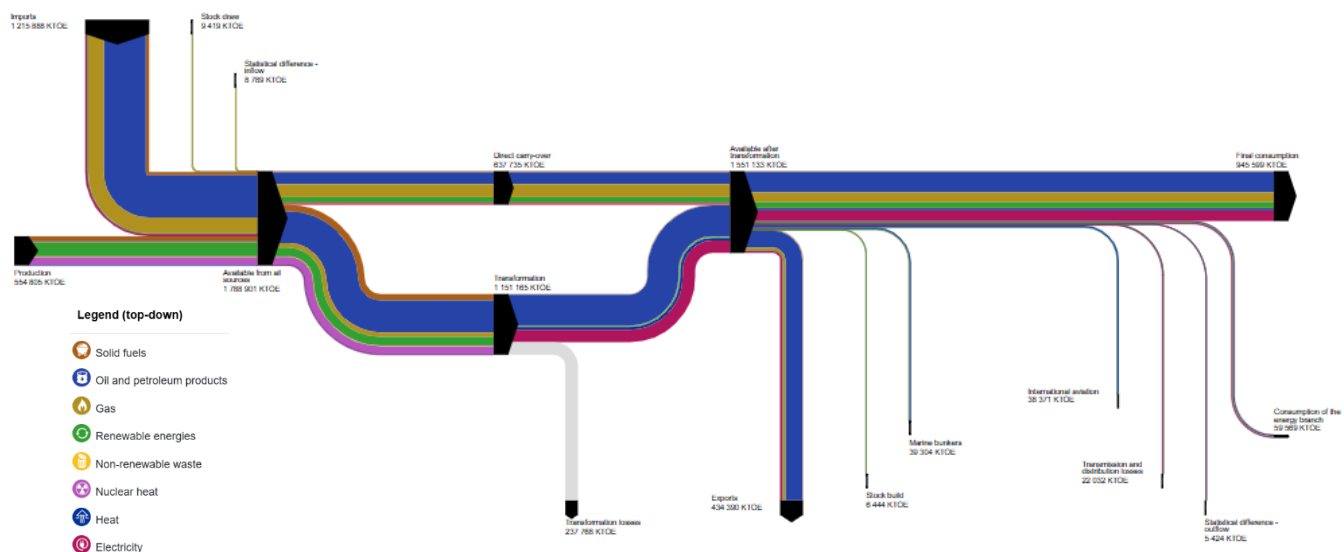 Imports
1 215 888 KTOE
Stock draw
9 419 KTOE
Statistical difference -
inflow
8 789 KTOE
Direct carry-over
637 735 KTOE
Available after
transformation
1 551 133 KTOE
Final consumption
945 599 KTOE
Production
554 805 KTOE
Available from all
sources
1 788 901 KTOE
Transformation
1 151 165 KTOE
Legend (top-down)
Solid fuels
Oil and petroleum products
Gas
Renewable energies
Non-renewable waste
Nuclear heat
Heat
Electricity
International aviation
38 371 KTOE
Consumption of the
energy branch
59 569 KTOE
Marine bunkers
39 304 KTOE
Transmission and
distribution losses
22 032 KTOE
Stock build
6 444 KTOE
Exports
434 390 KTOE
Transformation losses
237 768 KTOE
Statistical difference -
outflow
5 424 KTOE